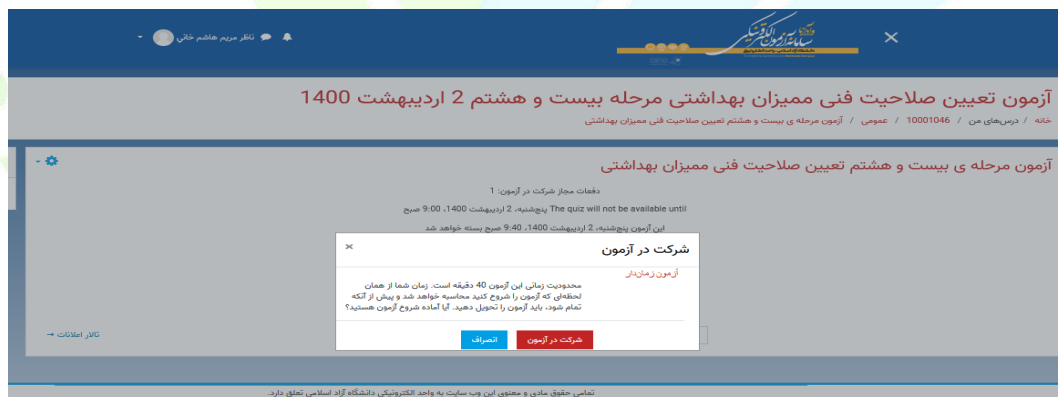 ناظر مریم هاشم خانی
آزمون تعیین صلاحیت فنی ممیزان بهداشتی مرحله بیست و هشتم 2 اردیبهشت 1400
خانه / درس‌های من / 10001046 / عمومی / آزمون مرحله ی بیست و هشتم تعیین صلاحیت فنی ممیزان بهداشتی
آزمون مرحله ی بیست و هشتم تعیین صلاحیت فنی ممیزان بهداشتی
دفعات مجاز شرکت در آزمون: 1
The quiz will not be available until پنج‌شنبه، 2 اردیبهشت 1400، 9:00 صبح
این آزمون پنج‌شنبه، 2 اردیبهشت 1400، 9:40 صبح بسته خواهد شد
شرکت در آزمون
آزمون زمان‌دار
محدودیت زمانی این آزمون 40 دقیقه است. زمان شما از همان
لحظه‌ای که آزمون را شروع کنید محاسبه خواهد شد و پیش از آنکه
تمام شود، باید آزمون را تحویل دهید. آیا آماده شروع آزمون هستید؟
شرکت در آزمون
انصراف
تالار اعلانات
تمامی حقوق مادی و معنوی این وب سایت به واحد الکترونیکی دانشگاه آزاد اسلامی تعلق دارد.